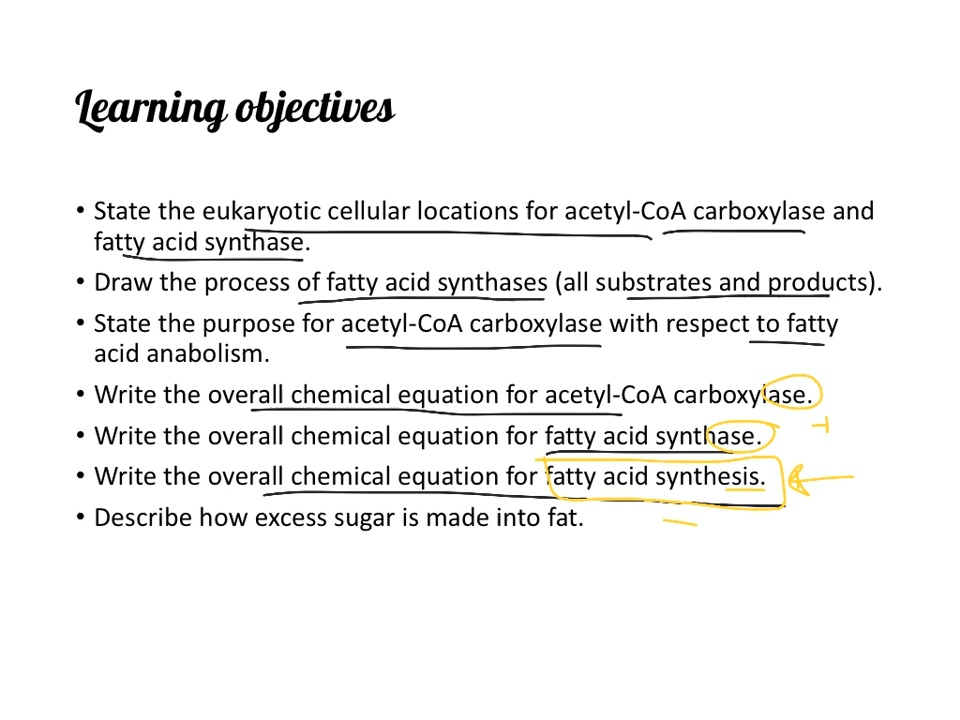 Learning objectives
• State the eukaryotic cellular locations for acetyl-CoA carboxylase and
fatty acid synthase.
• Draw the process of fatty acid synthases (all substrates and products).
• State the purpose for acetyl-CoA carboxylase with respect to fatty
acid anabolism.
• Write the overall chemical equation for acetyl-CoA carboxylase.
• Write the overall chemical equation for fatty acid synthase.
• Write the overall chemical equation for fatty acid synthesis.
• Describe how excess sugar is made into fat.